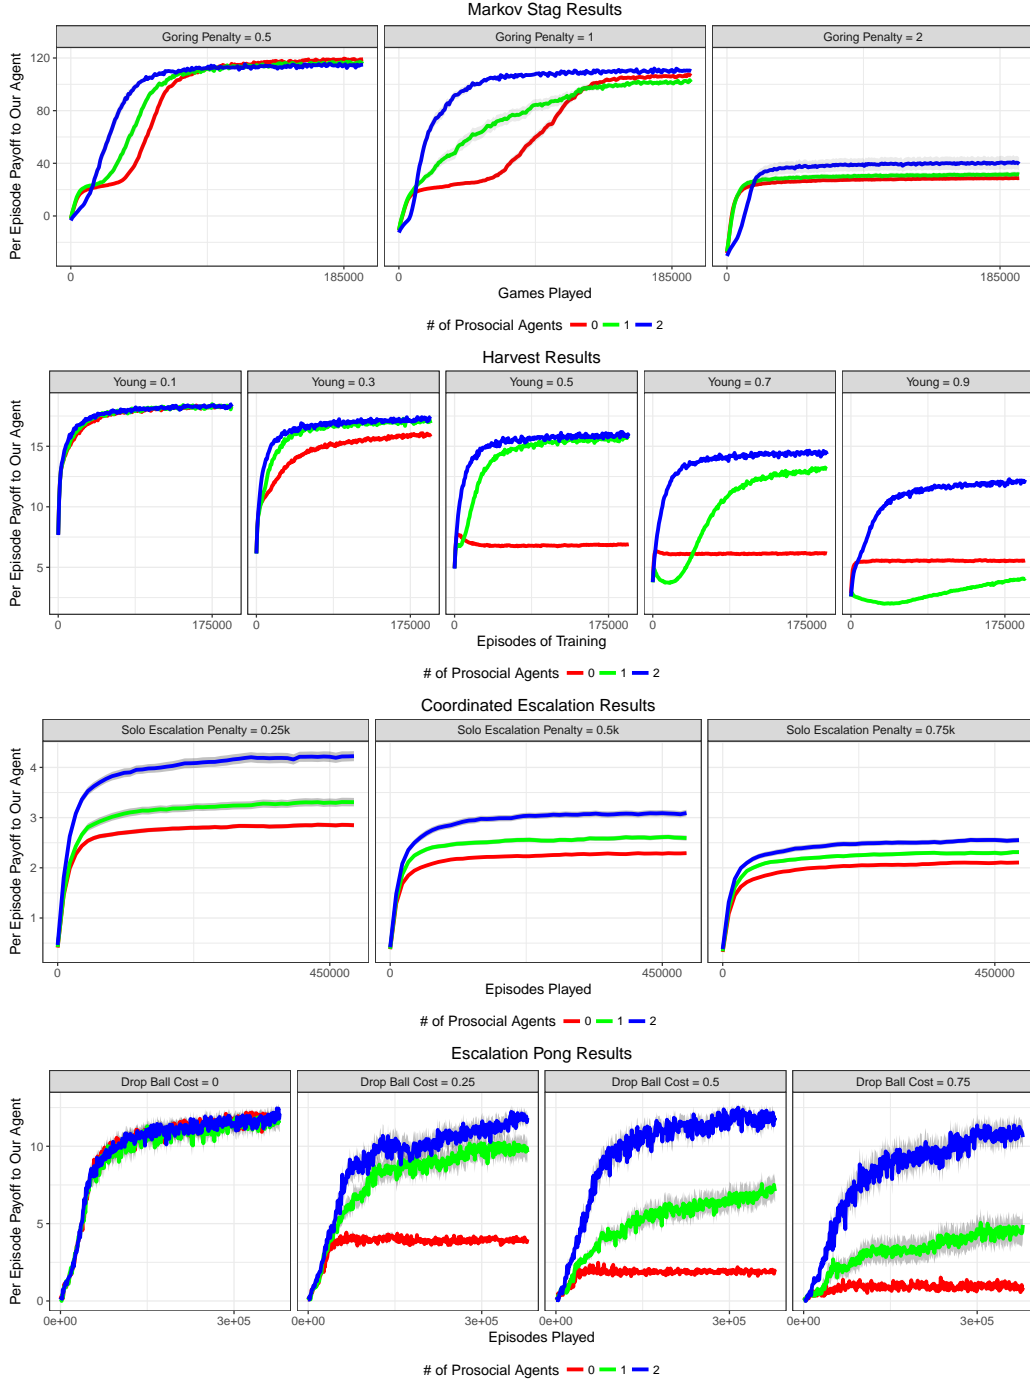 Markov Stag Results
Goring Penalty = 0.5 Goring Penalty = 1 Goring Penalty = 2
Per Episode Payoff to Our Agent
120
80
40
0
0 185000 0 185000 0 185000
Games Played
# of Prosocial Agents 0 1 2
Harvest Results
Young = 0.1 Young = 0.3 Young = 0.5 Young = 0.7 Young = 0.9
Per Episode Payoff to Our Agent
15
10
5
0 175000 0 175000 0 175000 0 175000 0 175000
Episodes of Training
# of Prosocial Agents 0 1 2
Coordinated Escalation Results
Solo Escalation Penalty = 0.25k Solo Escalation Penalty = 0.5k Solo Escalation Penalty = 0.75k
Per Episode Payoff to Our Agent
4
3
2
1
0 450000 0 450000 0 450000
Episodes Played
# of Prosocial Agents 0 1 2
Escalation Pong Results
Drop Ball Cost = 0 Drop Ball Cost = 0.25 Drop Ball Cost = 0.5 Drop Ball Cost = 0.75
Per Episode Payoff to Our Agent
10
5
0
0e+00 3e+05 0e+00 3e+05 0e+00 3e+05 0e+00 3e+05
Episodes Played
# of Prosocial Agents 0 1 2